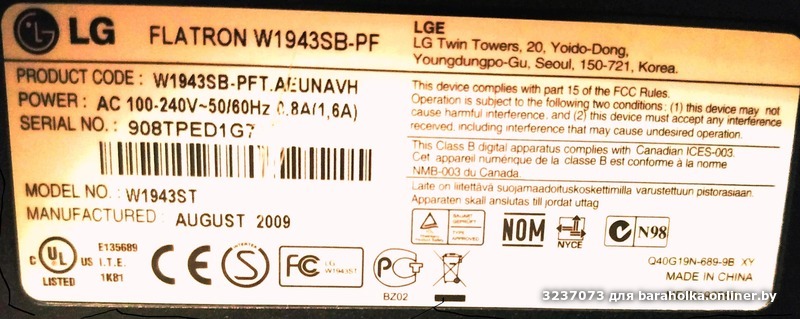 LG FLATRON W1943SB-PF
PRODUCT CODE : W1943SB-PFT.AEUNAVH
POWER : AC 100-240V~50/60Hz 0.8A(1,6A)
SERIAL NO. : 908TPED1G7
MODEL NO. : W1943ST
MANUFACTURED : AUGUST 2009
LGE
LG Twin Towers, 20, Yoido-Dong,
Youngdungpo-Gu, Seoul, 150-721, Korea.
This device complies with part 15 of the FCC Rules.
Operation is subject to the following two conditions: (1) this device may not
cause harmful interference. and (2) this device must accept any interference
received, including interference that may cause undesired operation.
This Class B digital apparatus complies with Canadian ICES-003.
Cet appareil numérique de la classe B est conforme à la norme
NMB-003 du Canada.
Laite on liitettävä suojamaadoituskoskettimilla varustettuun pistorasiaan.
Apparaten skall anslutas till jordat uttag
C UL US
LISTED
E135689
I.T.E.
1K81
CE
S
FC
LG
W1943ST
PCT
BZ02
TYPE
APPROVED
NOM
NYCE
N98
Q40G19N-689-9B XY
MADE IN CHINA
3237073 для baraholka.onliner.by